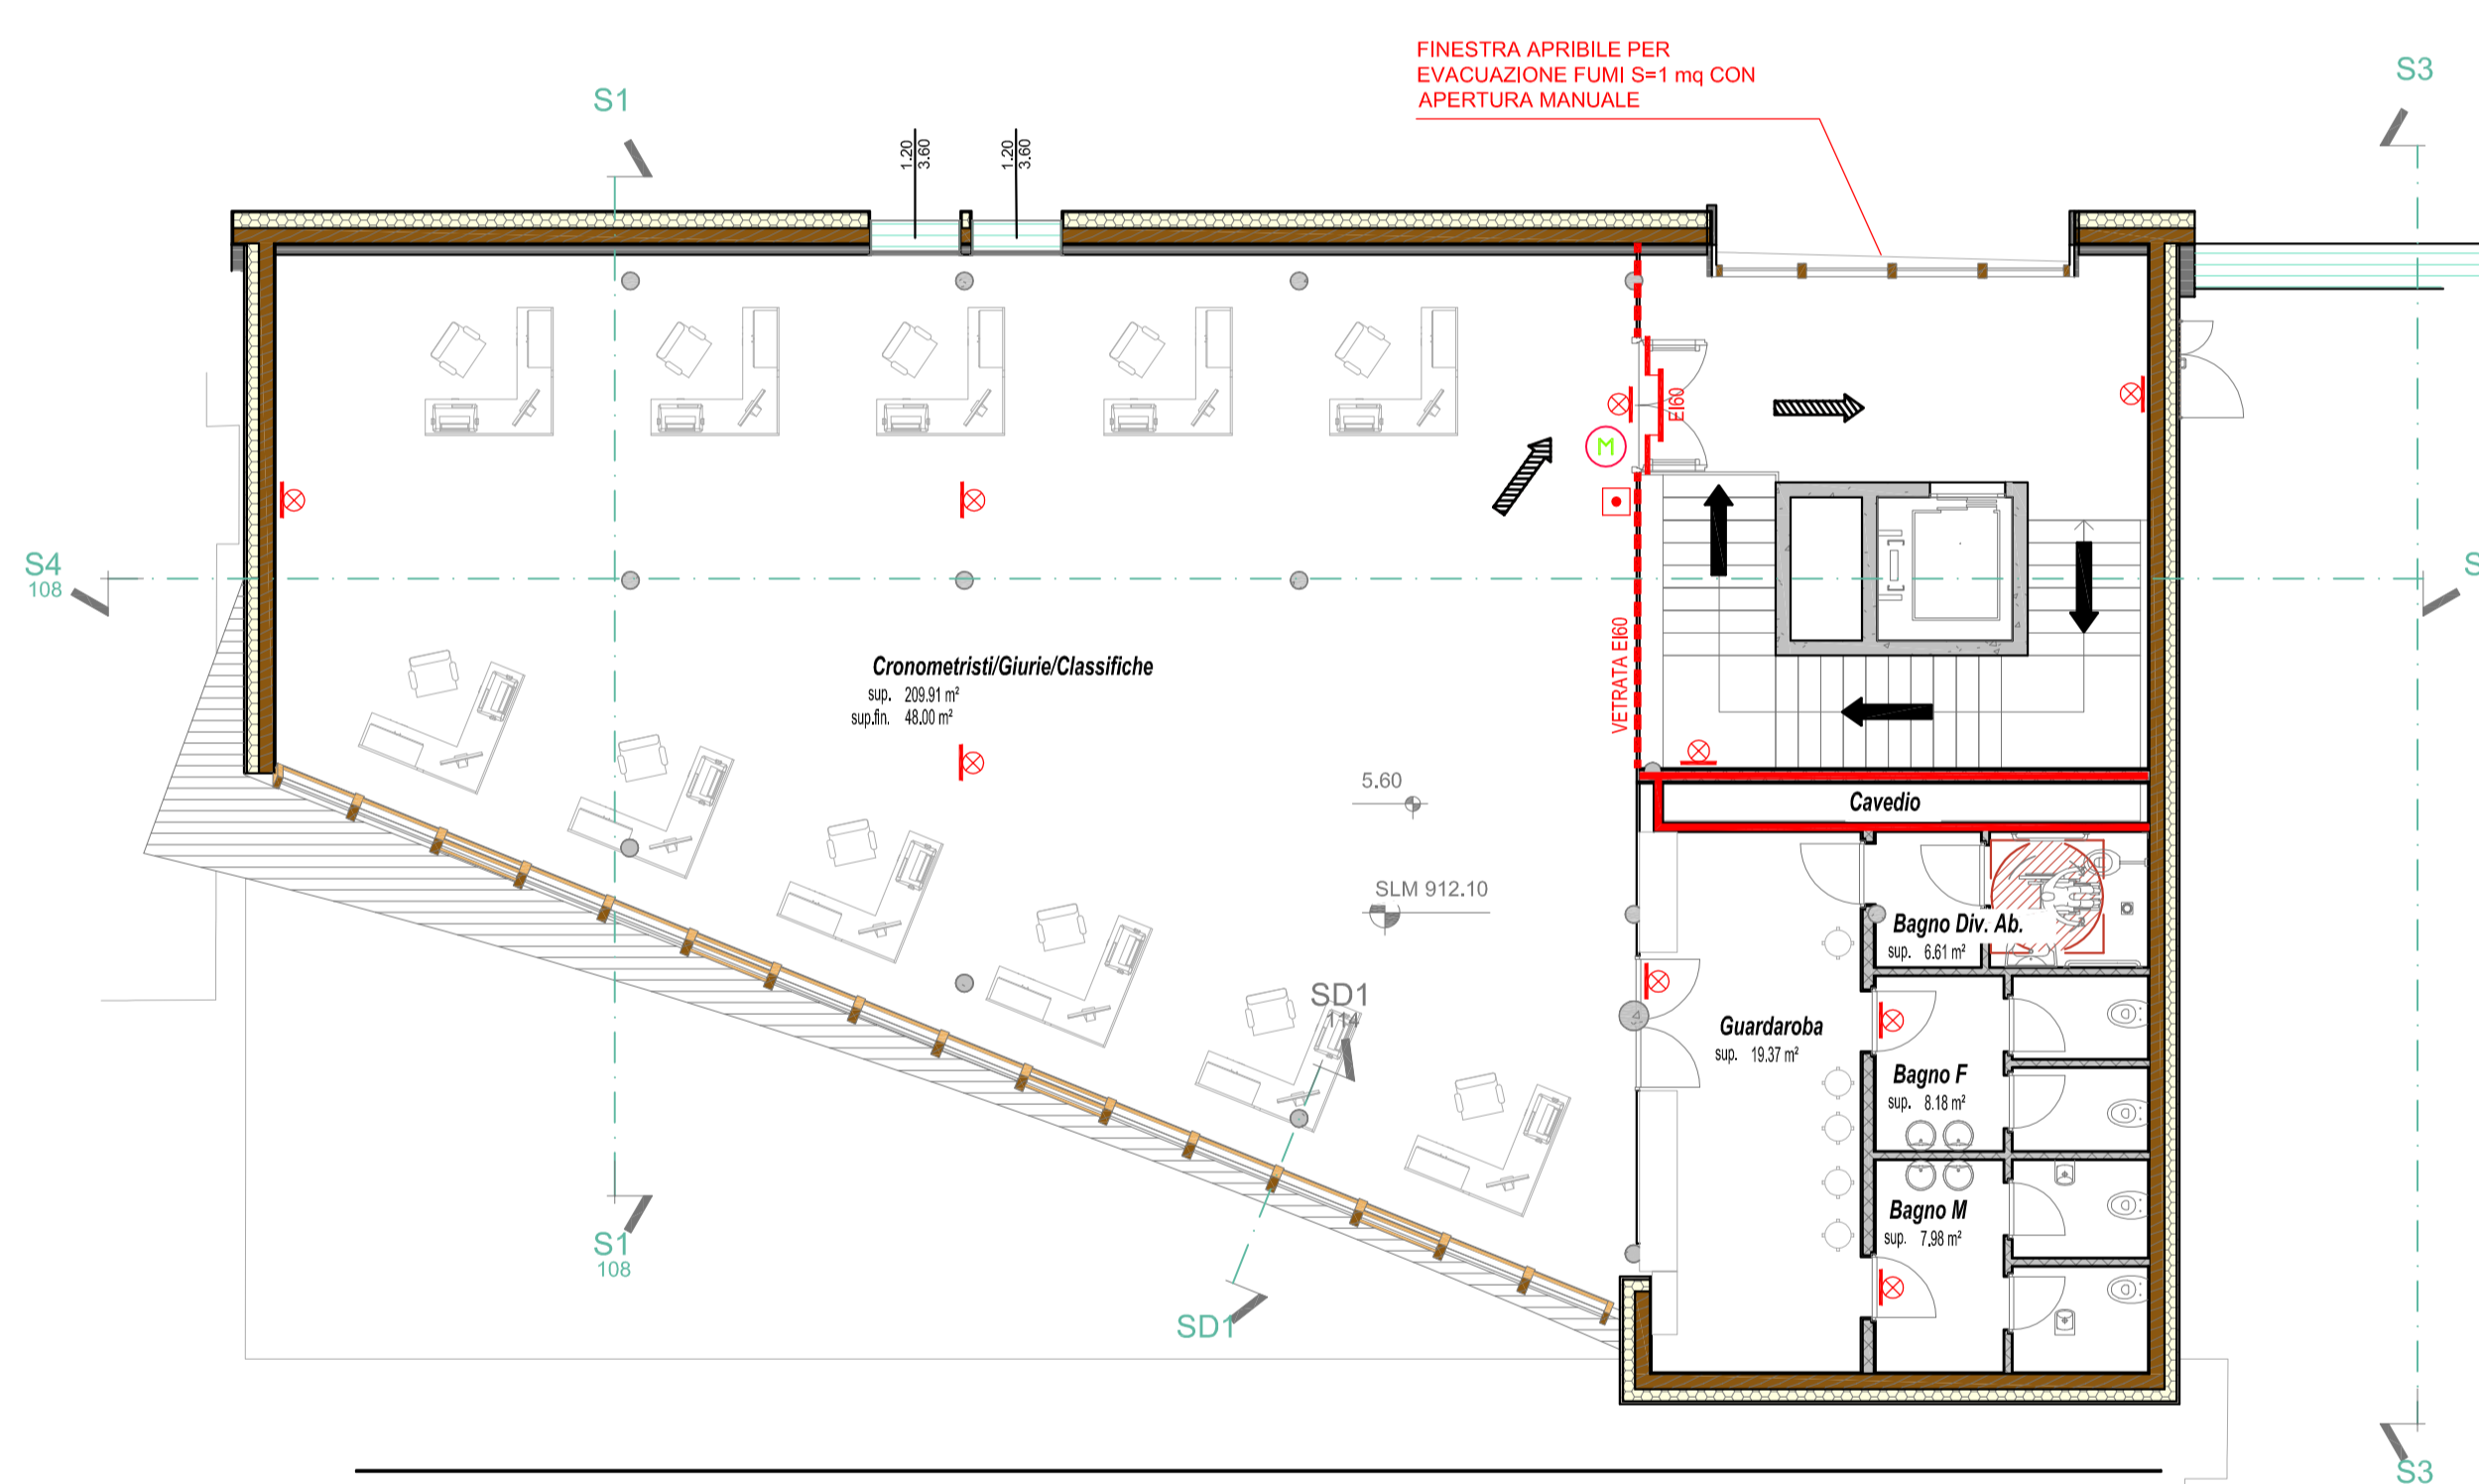 FINESTRA APRIBILE PER
EVACUAZIONE FUMI S=1 mq CON
APERTURA MANUALE
S3
S1
1.20
3.60
1.20
3.60
EI60
M
S4
108
S
VETRATA EI60
Cronometristi/Giurie/Classifiche
sup. 209.91 m²
sup.fin. 48.00 m²
5.60
Cavedio
SLM 912.10
Bagno Div. Ab.
sup. 6.61 m²
SD1
114
Guardaroba
sup. 19.37 m²
Bagno F
sup. 8.18 m²
Bagno M
sup. 7.98 m²
S1
108
SD1
S3